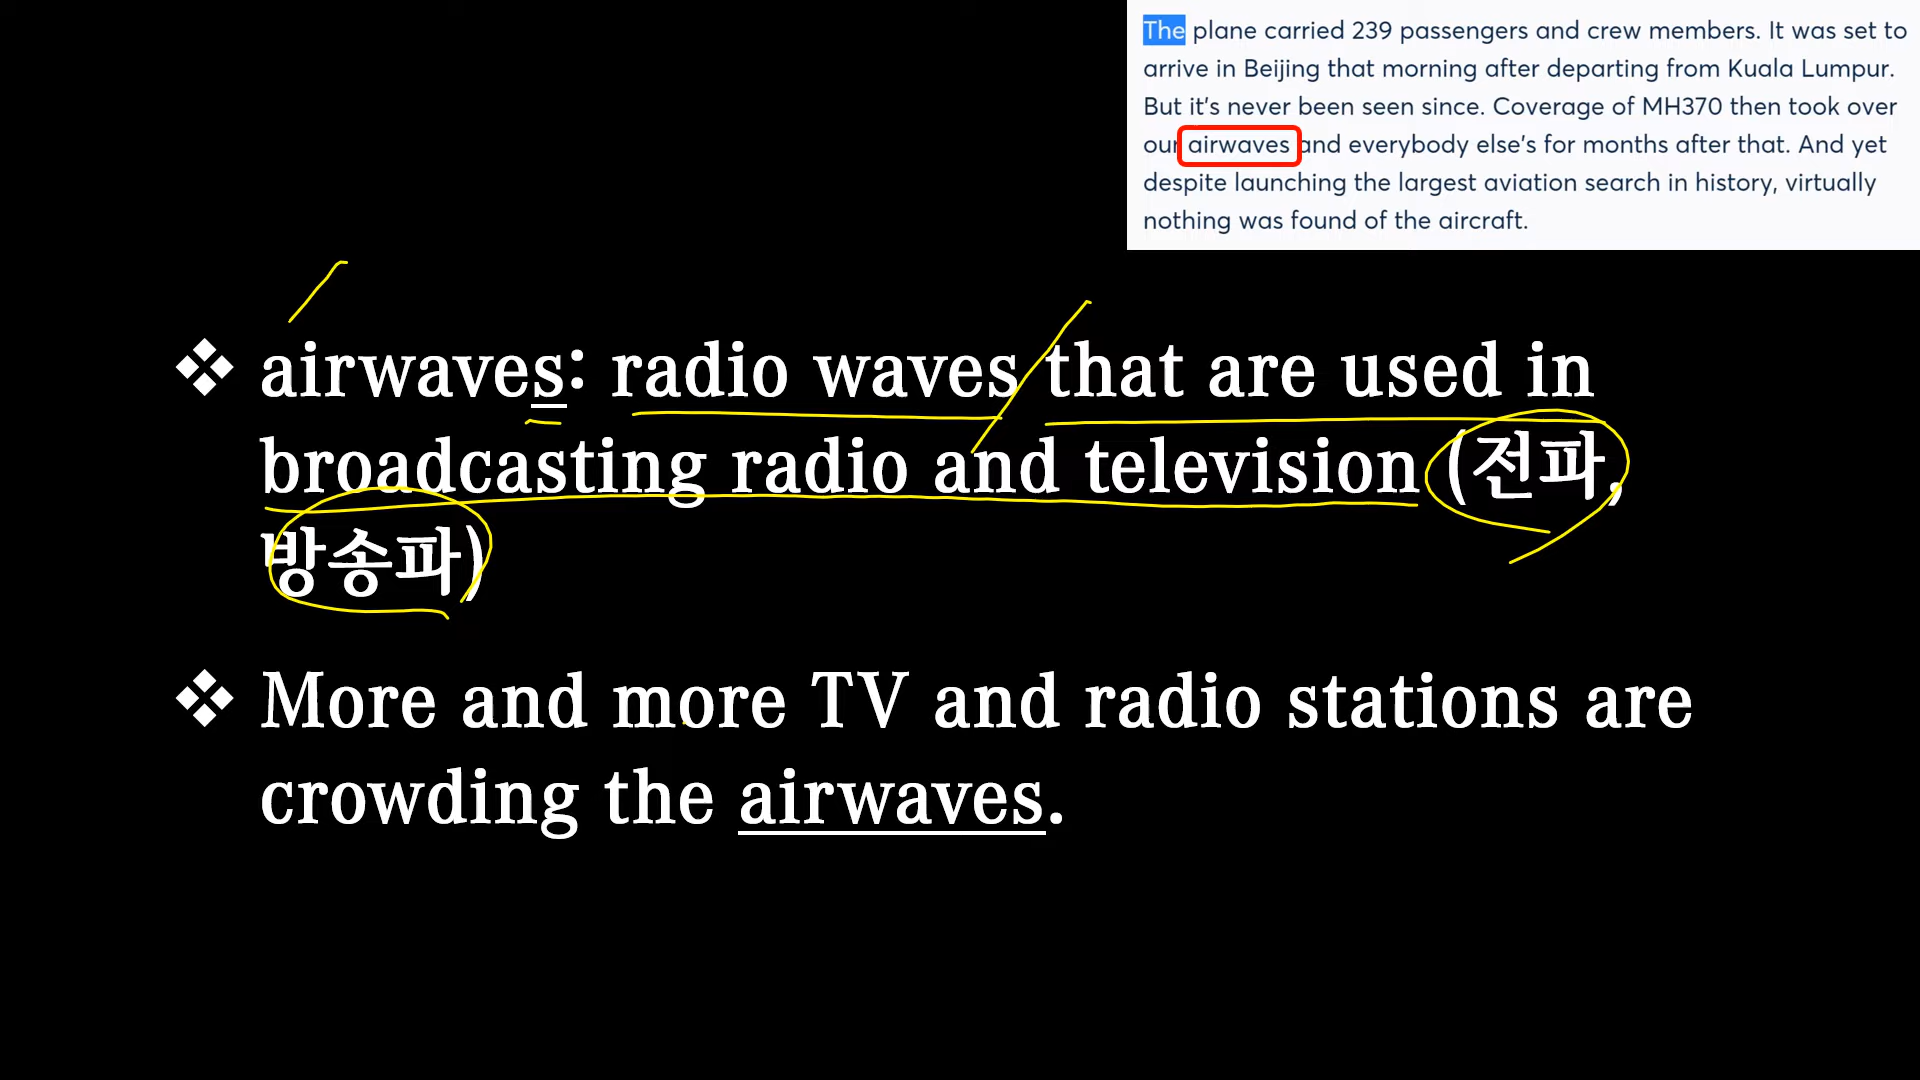 The plane carried 239 passengers and crew members. It was set to
arrive in Beijing that morning after departing from Kuala Lumpur.
But it's never been seen since. Coverage of MH370 then took over
our airwaves and everybody else's for months after that. And yet
despite launching the largest aviation search in history, virtually
nothing was found of the aircraft.
❖ airwaves: radio waves that are used in
broadcasting radio and television (전파,
방송파)
❖ More and more TV and radio stations are
crowding the airwaves.